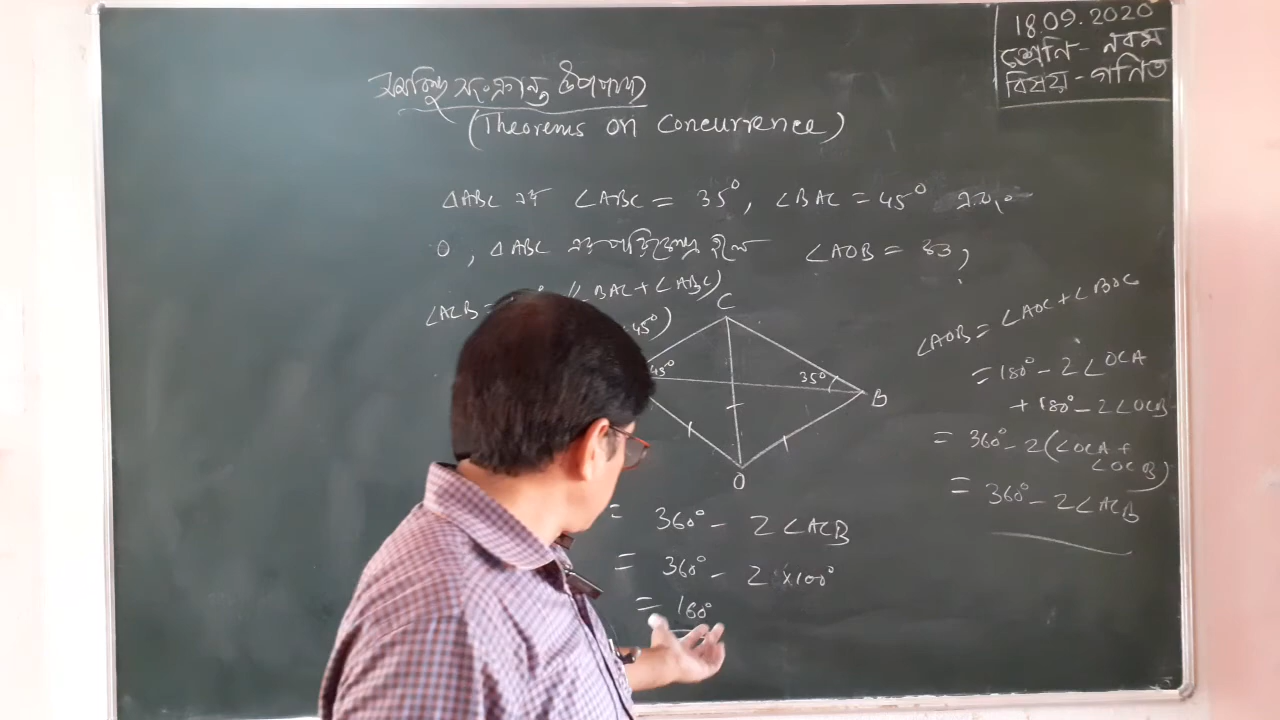 18.09.2020
শ্রেণি - নবম
বিষয় - গণিত
সমবিন্দু সংক্রান্ত উপপাদ্য
(Theorems on Concurrence)
△ABC এর ∠ABC = 35°, ∠BAC = 45° এবং
O, △ABC এর পরিকেন্দ্র হলে ∠AOB = ?
∠ACB = (∠BAC + ∠ABC)
45°)
C
45°
35°
B
O
= 360° - 2 ∠ACB
= 360° - 2 × 100°
= 160°
∠AOB = ∠AOC + ∠BOC
= 180° - 2 ∠OCA
+ 180° - 2 ∠OCB
= 360° - 2 (∠OCA +
∠OCB)
= 360° - 2 ∠ACB